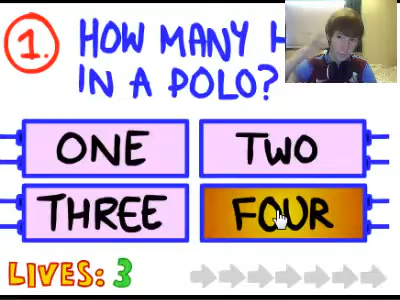 1. HOW MANY
IN A POLO?
ONE
TWO
THREE
FOUR
LIVES: 3